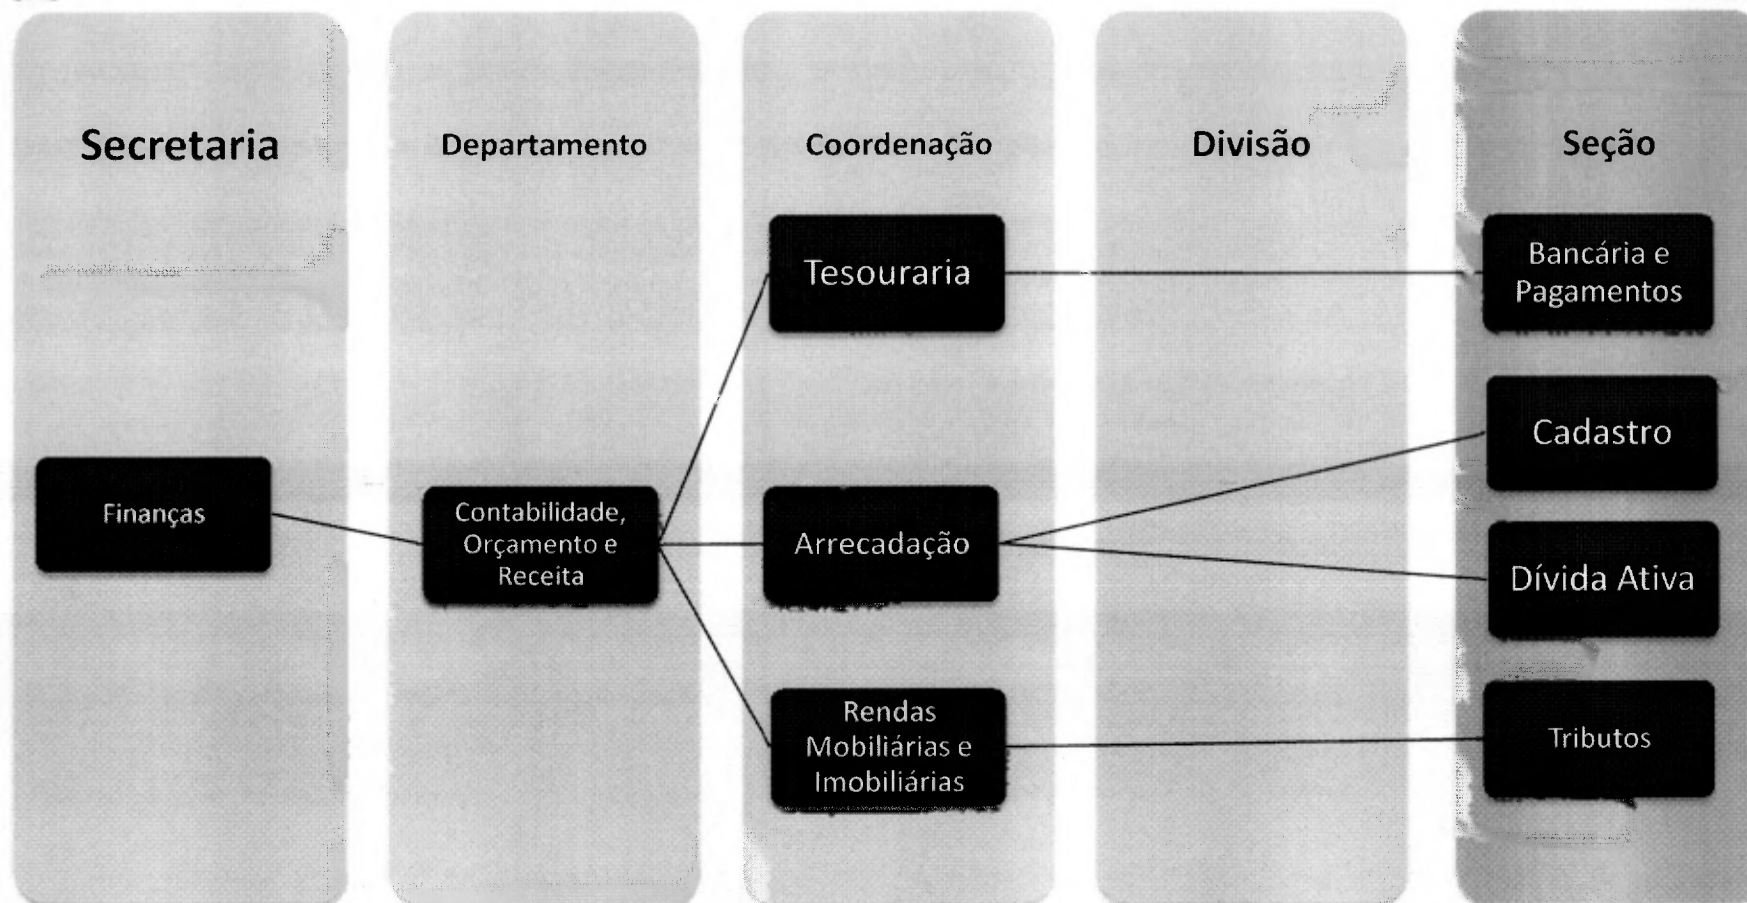 Secretaria
Departamento
Coordenação
Divisão
Seção
Tesouraria
Bancária e
Pagamentos
Cadastro
Finanças
Contabilidade,
Orçamento e
Receita
Arrecadação
Dívida Ativa
Rendas
Mobiliárias e
Imobiliárias
Tributos